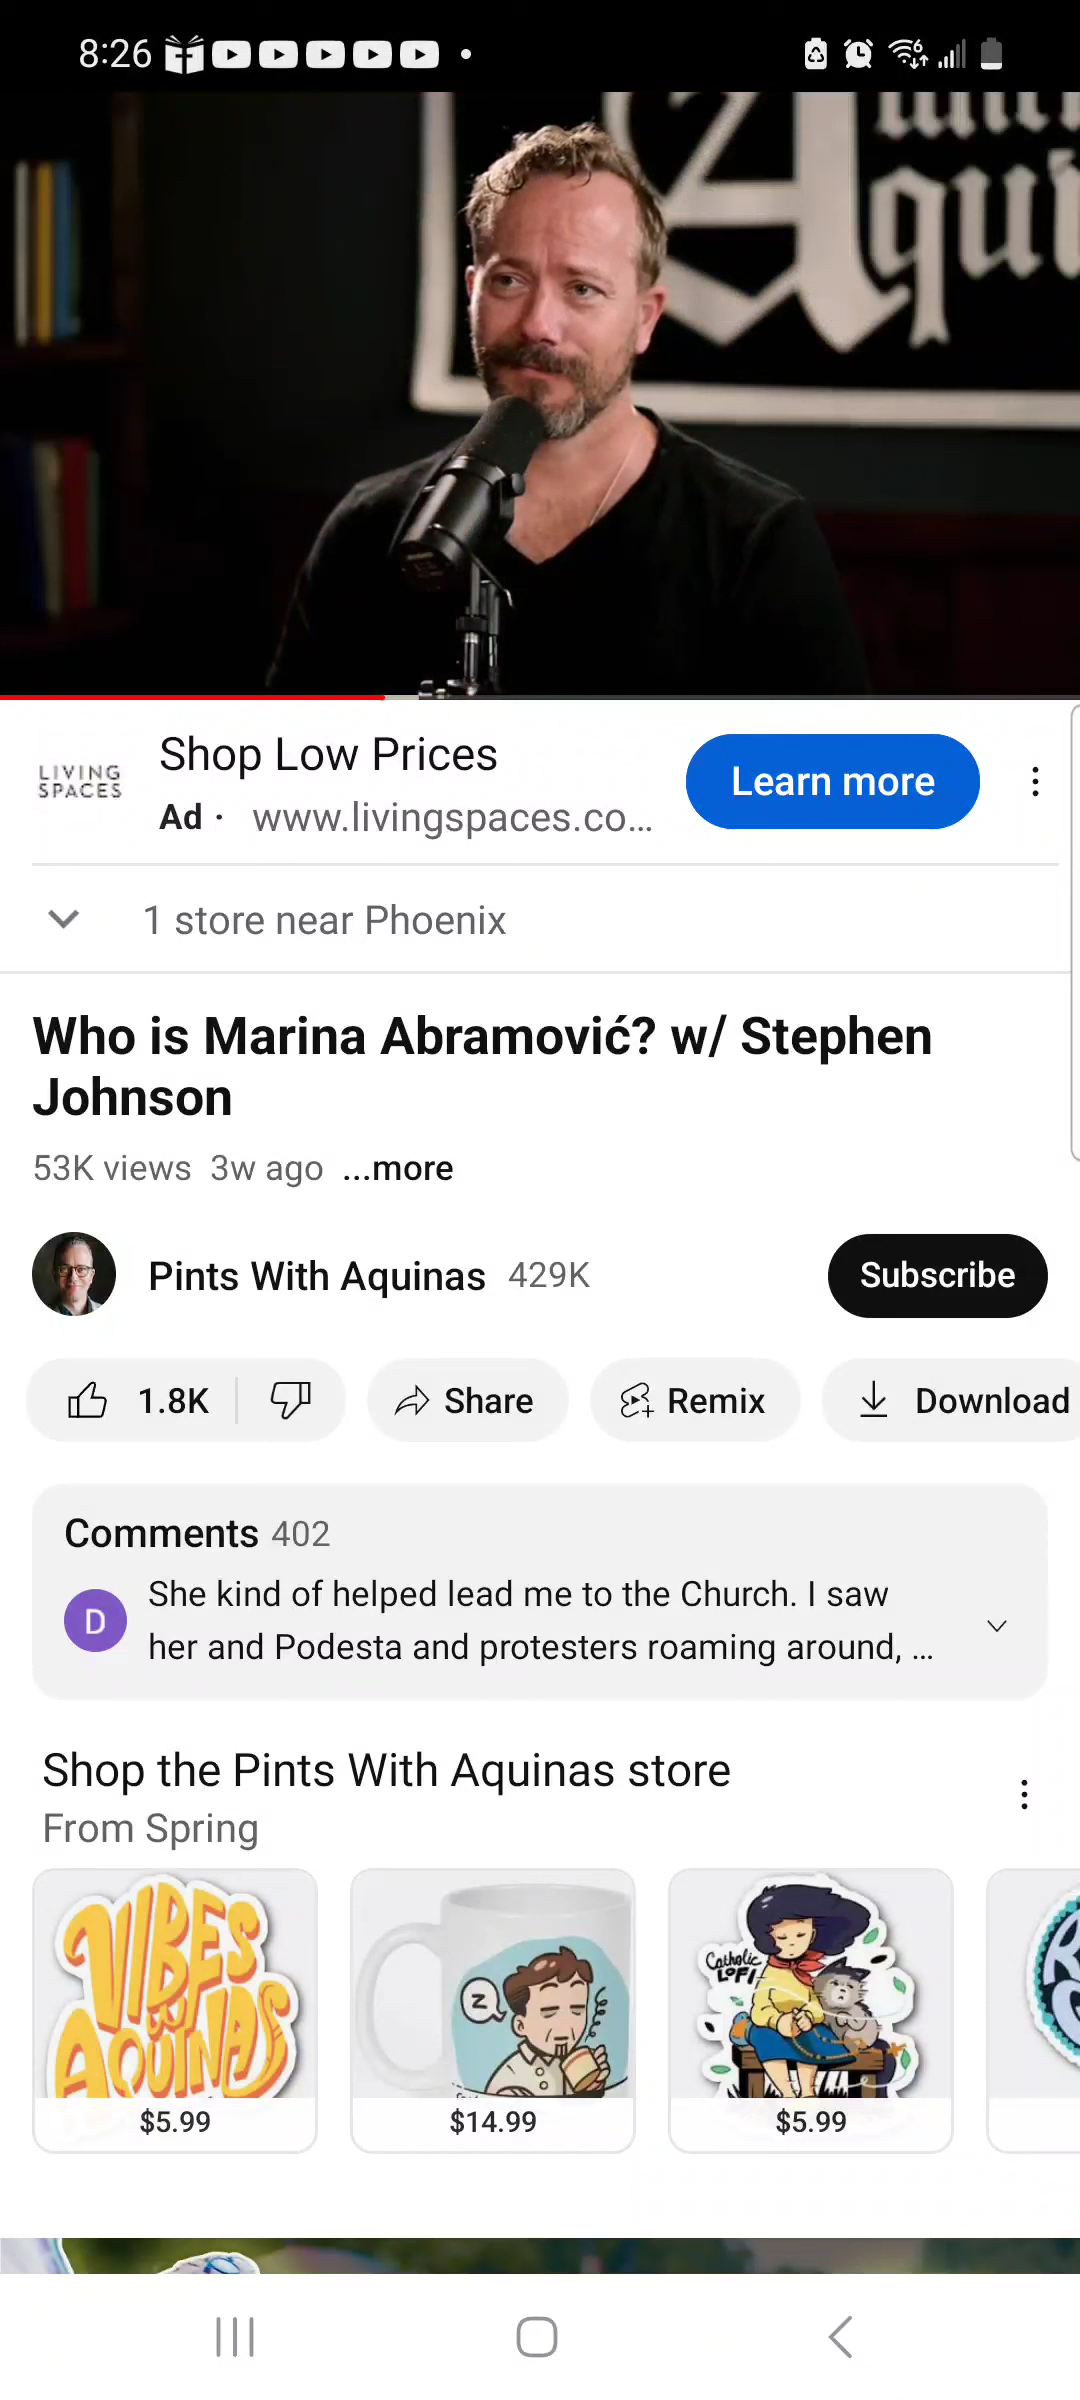 8:26
Aqui
LIVING
SPACES
Shop Low Prices
Ad · www.livingspaces.co...
Learn more
1 store near Phoenix
Who is Marina Abramović? w/ Stephen
Johnson
53K views 3w ago ...more
Pints With Aquinas 429K
Subscribe
1.8K
Share
Remix
Download
Comments 402
D
She kind of helped lead me to the Church. I saw
her and Podesta and protesters roaming around, ...
Shop the Pints With Aquinas store
From Spring
VIBES
W/
AQUINAS
Z
Catholic
LOFI
$5.99
$14.99
$5.99